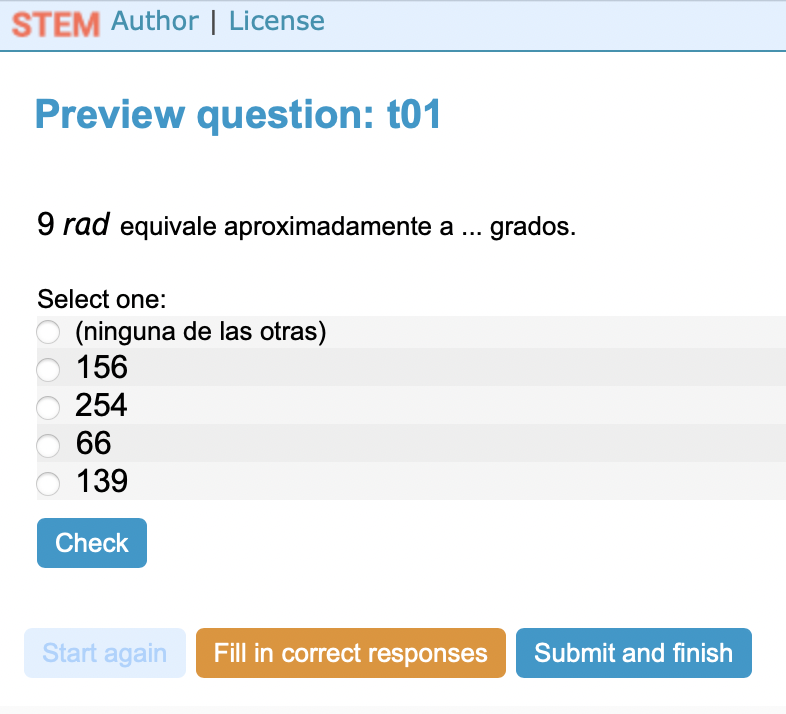 STEM Author | License
Preview question: t01
9 rad equivale aproximadamente a ... grados.
Select one:
(ninguna de las otras)
156
254
66
139
Check
Start again Fill in correct responses Submit and finish